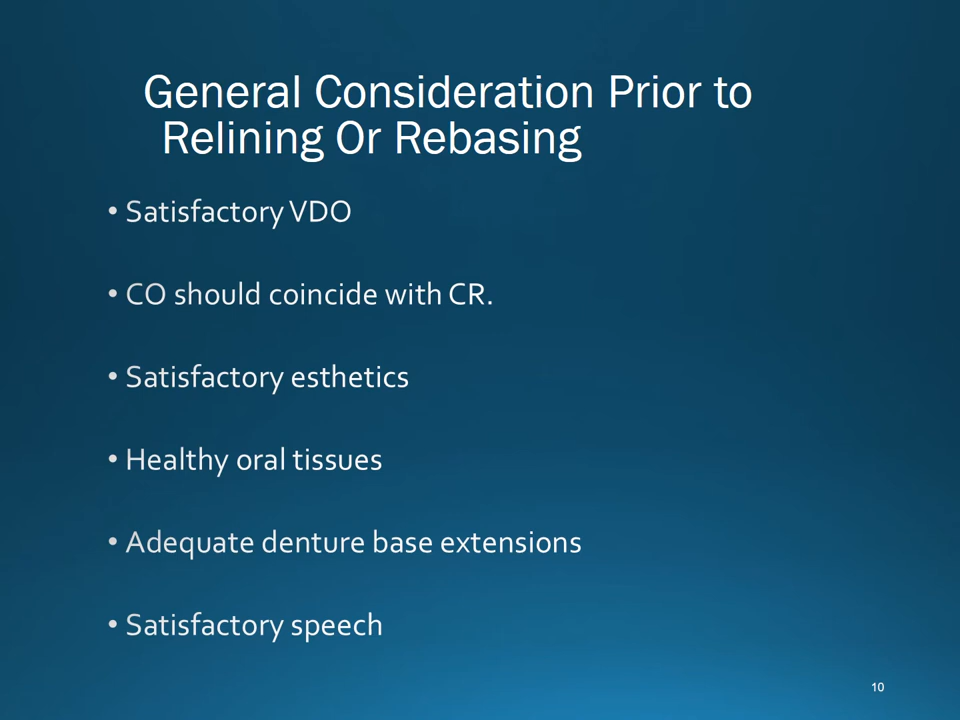 General Consideration Prior to
Relining Or Rebasing
• Satisfactory VDO
• CO should coincide with CR.
• Satisfactory esthetics
• Healthy oral tissues
• Adequate denture base extensions
• Satisfactory speech
10